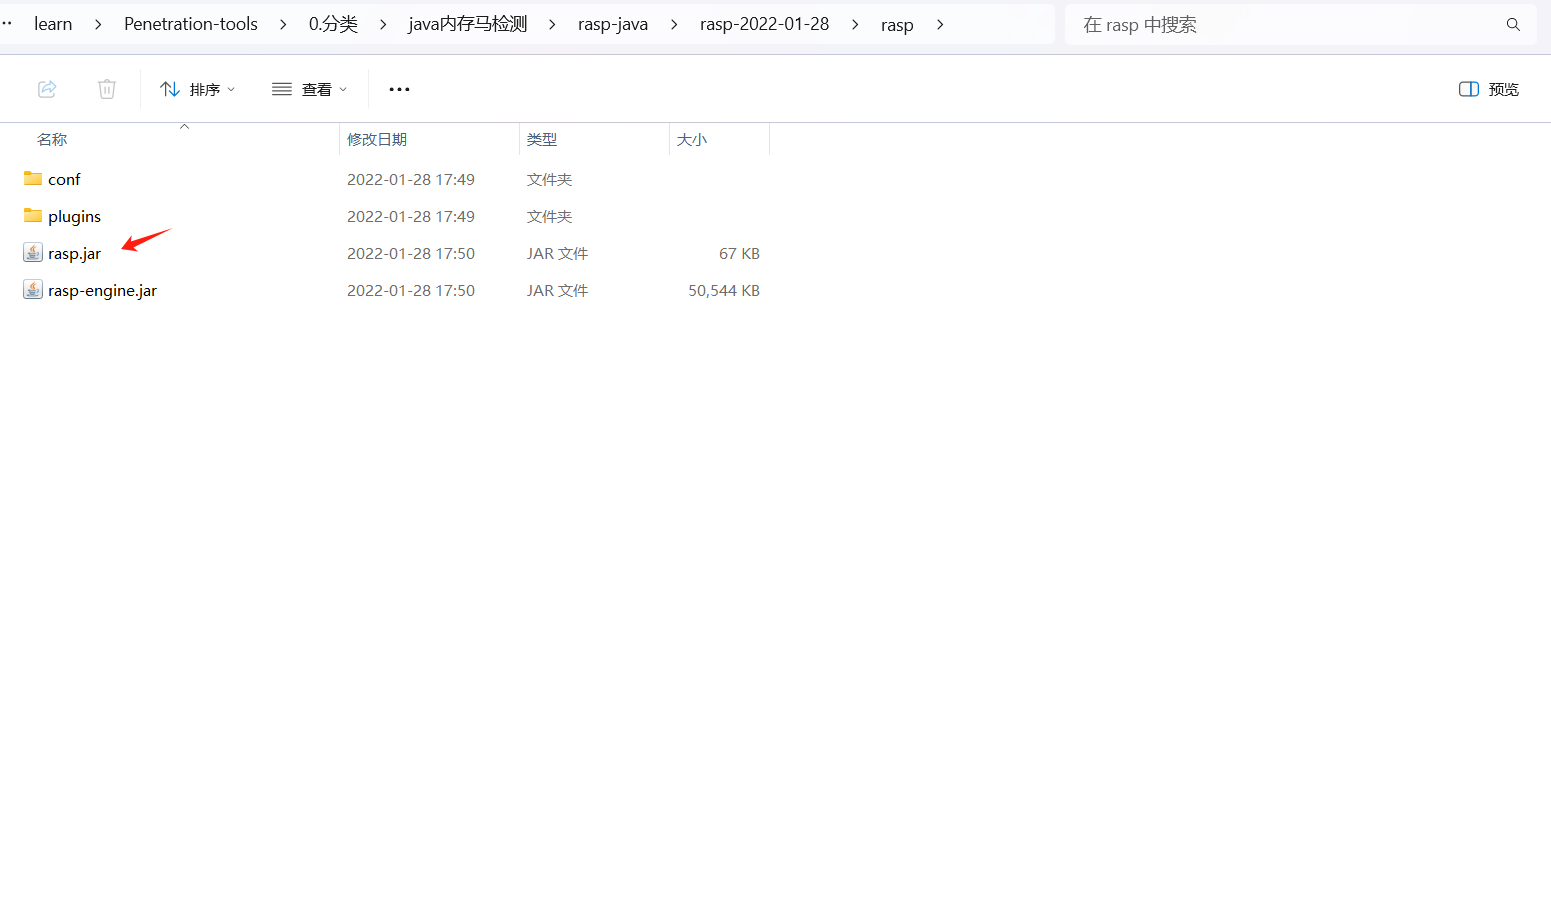 learn > Penetration-tools > 0.分类 > java内存马检测 > rasp-java > rasp-2022-01-28 > rasp > 在 rasp 中搜索
排序 查看 ••• 预览
名称 修改日期 类型 大小
conf 2022-01-28 17:49 文件夹
plugins 2022-01-28 17:49 文件夹
rasp.jar 2022-01-28 17:50 JAR 文件 67 KB
rasp-engine.jar 2022-01-28 17:50 JAR 文件 50,544 KB